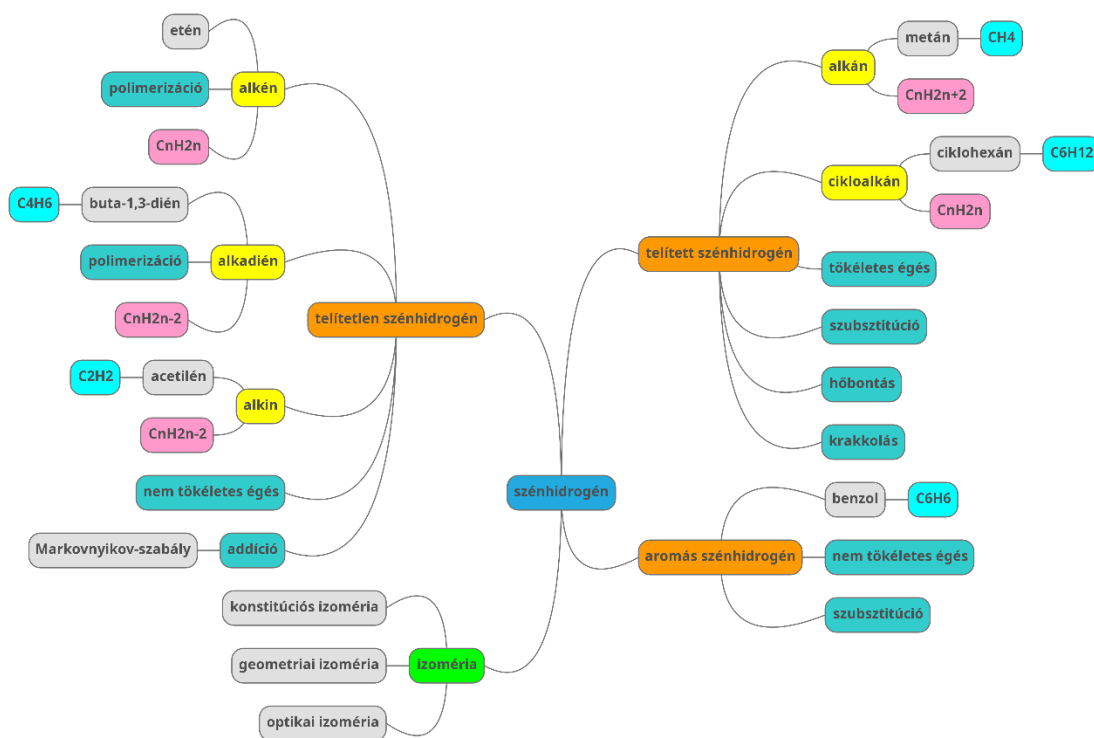 etén
alkén
polimerizáció
CnH2n
C4H6
buta-1,3-dién
polimerizáció
alkadién
CnH2n-2
telítetlen szénhidrogén
C2H2
acetilén
alkin
CnH2n-2
nem tökéletes égés
Markovnyikov-szabály
addíció
szénhidrogén
konstitúciós izoméria
geometriai izoméria
izoméria
optikai izoméria
metán
CH4
alkán
CnH2n+2
ciklohexán
C6H12
cikloalkán
CnH2n
telített szénhidrogén
tökéletes égés
szubsztitúció
hőbontás
krakkolás
benzol
C6H6
aromás szénhidrogén
nem tökéletes égés
szubsztitúció